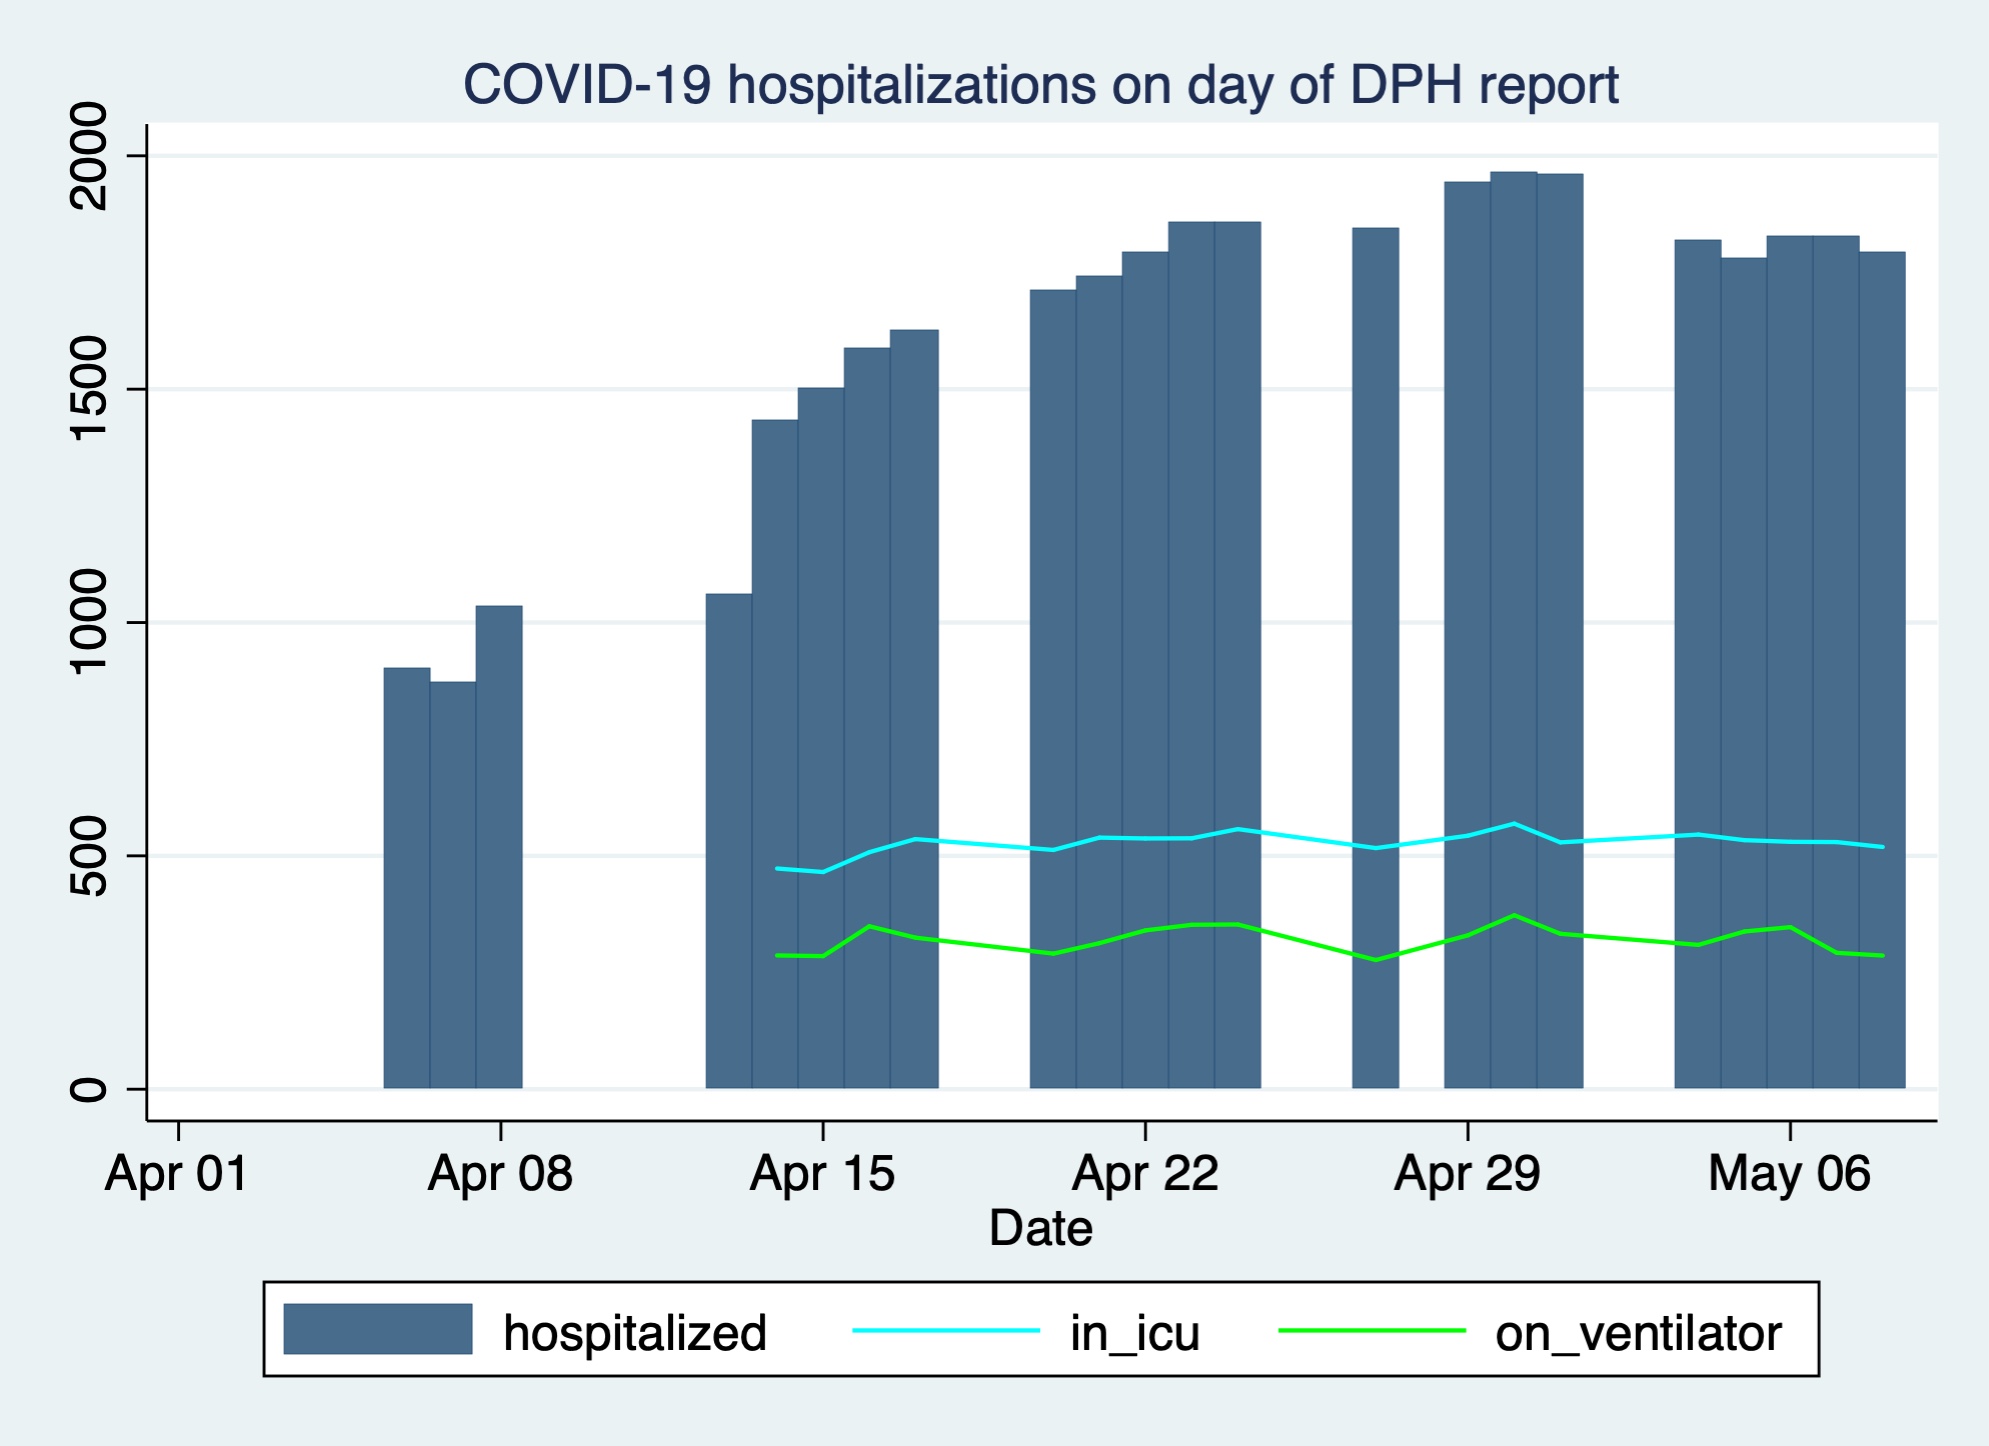 COVID-19 hospitalizations on day of DPH report
2000
1500
1000
500
0
Apr 01 Apr 08 Apr 15 Apr 22 Apr 29 May 06
Date
hospitalized in_icu on_ventilator